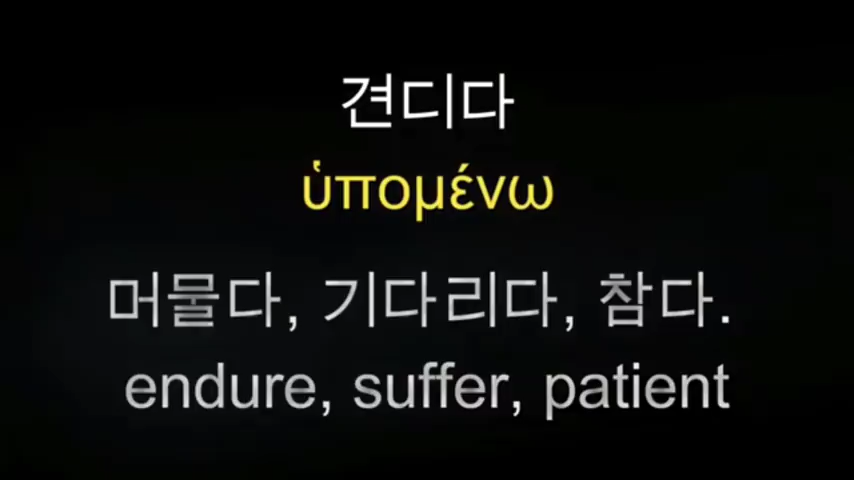 견디다
ὑπομένω
머물다, 기다리다, 참다.
endure, suffer, patient